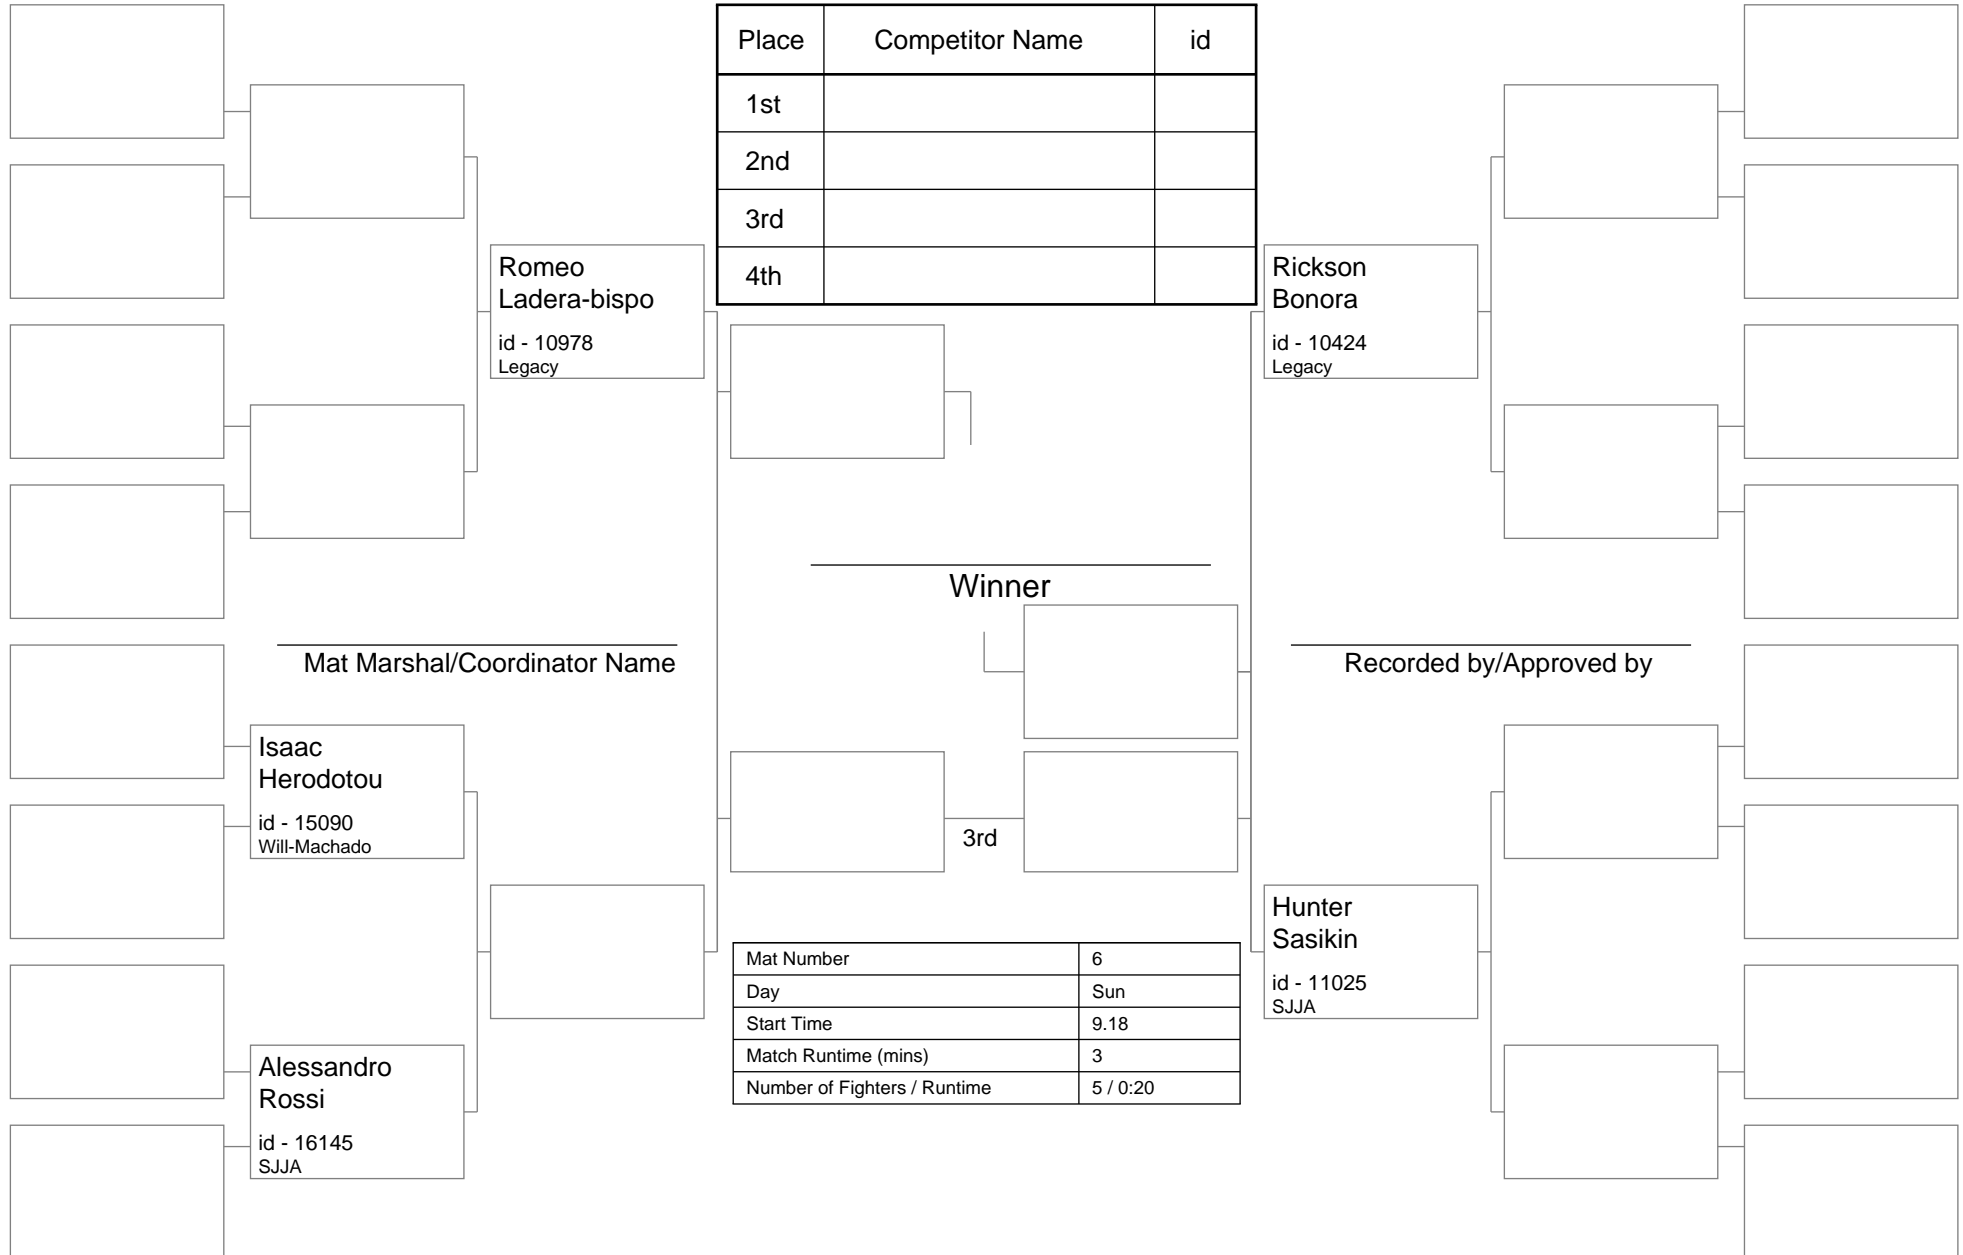 Place Competitor Name id
1st
2nd
3rd
4th
Romeo
Ladera-bispo
id - 10978
Legacy
Rickson
Bonora
id - 10424
Legacy
Winner
Mat Marshal/Coordinator Name
Recorded by/Approved by
Isaac
Herodotou
id - 15090
Will-Machado
3rd
Hunter
Sasikin
id - 11025
SJJA
Mat Number 6
Day Sun
Start Time 9.18
Match Runtime (mins) 3
Number of Fighters / Runtime 5 / 0:20
Alessandro
Rossi
id - 16145
SJJA